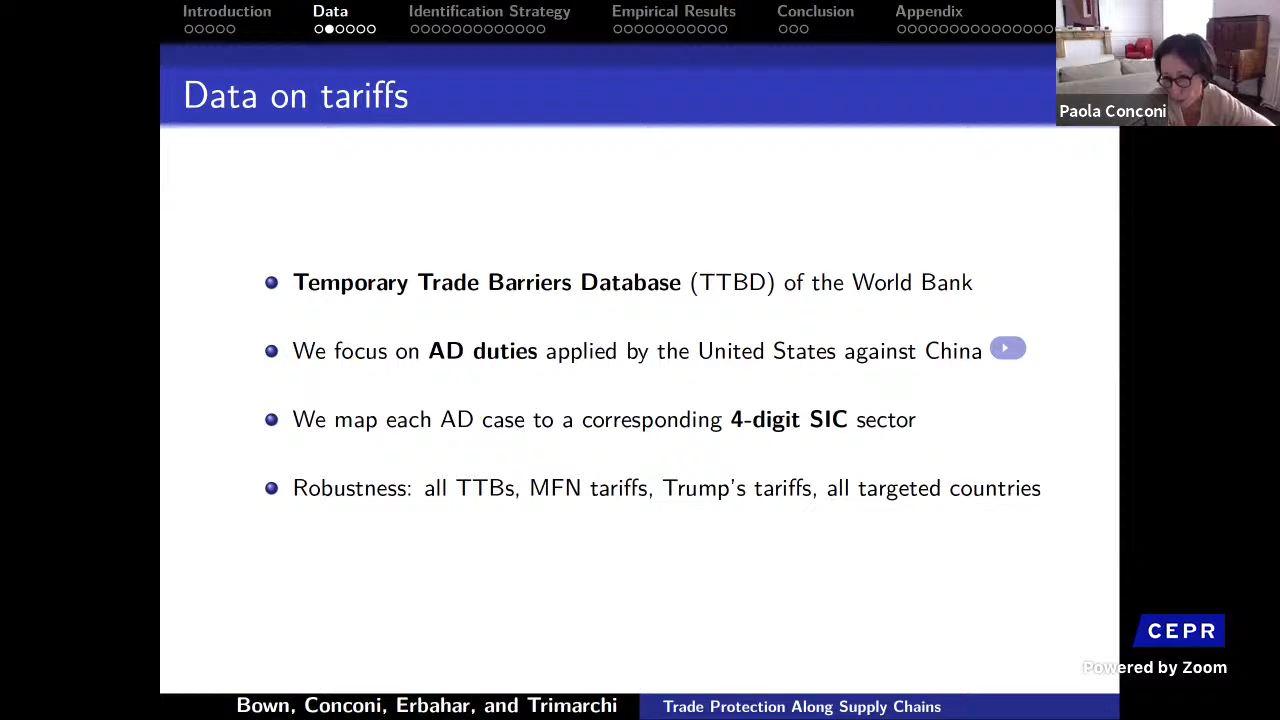 Introduction Data Identification Strategy Empirical Results Conclusion Appendix
Paola Conconi
Data on tariffs
Temporary Trade Barriers Database (TTBD) of the World Bank
We focus on AD duties applied by the United States against China
We map each AD case to a corresponding 4-digit SIC sector
Robustness: all TTBs, MFN tariffs, Trump's tariffs, all targeted countries
CEPR
Powered by Zoom
Bown, Conconi, Erbahar, and Trimarchi Trade Protection Along Supply Chains